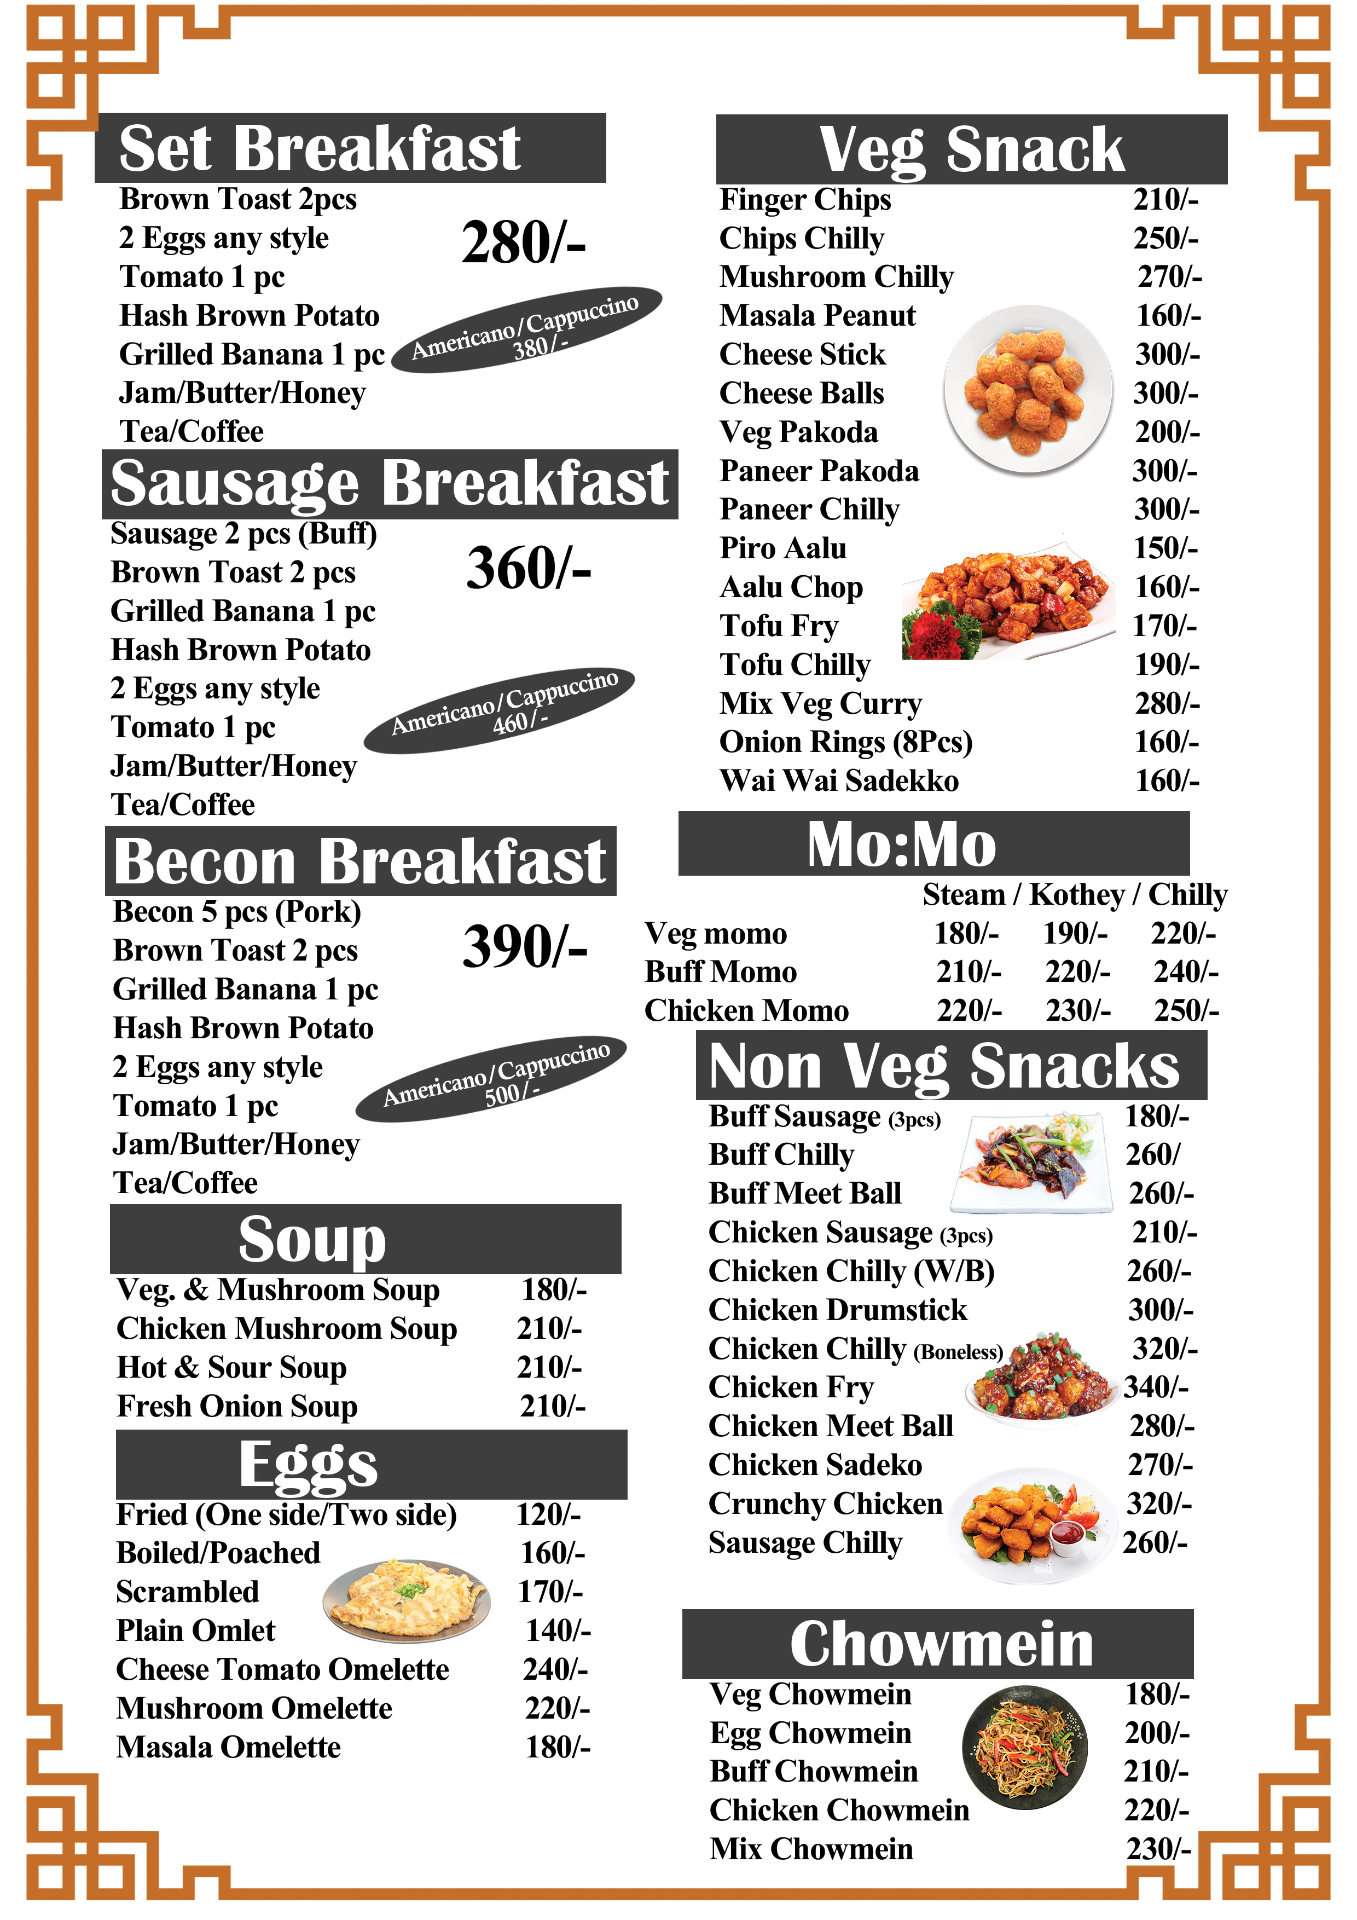 Set Breakfast
Brown Toast 2pcs
2 Eggs any style
280/-
Tomato 1 pc
Hash Brown Potato
Grilled Banana 1 pc
Americano/Cappuccino
380/-
Jam/Butter/Honey
Tea/Coffee
Sausage Breakfast
Sausage 2 pcs (Buff)
Brown Toast 2 pcs
360/-
Grilled Banana 1 pc
Hash Brown Potato
2 Eggs any style
Americano/Cappuccino
460/-
Tomato 1 pc
Jam/Butter/Honey
Tea/Coffee
Becon Breakfast
Becon 5 pcs (Pork)
Brown Toast 2 pcs
390/-
Grilled Banana 1 pc
Hash Brown Potato
2 Eggs any style
Americano/Cappuccino
500/-
Tomato 1 pc
Jam/Butter/Honey
Tea/Coffee
Soup
Veg. & Mushroom Soup 180/-
Chicken Mushroom Soup 210/-
Hot & Sour Soup 210/-
Fresh Onion Soup 210/-
Eggs
Fried (One side/Two side) 120/-
Boiled/Poached 160/-
Scrambled 170/-
Plain Omlet 140/-
Cheese Tomato Omelette 240/-
Mushroom Omelette 220/-
Masala Omelette 180/-
Veg Snack
Finger Chips 210/-
Chips Chilly 250/-
Mushroom Chilly 270/-
Masala Peanut 160/-
Cheese Stick 300/-
Cheese Balls 300/-
Veg Pakoda 200/-
Paneer Pakoda 300/-
Paneer Chilly 300/-
Piro Aalu 150/-
Aalu Chop 160/-
Tofu Fry 170/-
Tofu Chilly 190/-
Mix Veg Curry 280/-
Onion Rings (8Pcs) 160/-
Wai Wai Sadekko 160/-
Mo:Mo
Steam / Kothey / Chilly
Veg momo 180/- 190/- 220/-
Buff Momo 210/- 220/- 240/-
Chicken Momo 220/- 230/- 250/-
Non Veg Snacks
Buff Sausage (3pcs) 180/-
Buff Chilly 260/
Buff Meet Ball 260/-
Chicken Sausage (3pcs) 210/-
Chicken Chilly (W/B) 260/-
Chicken Drumstick 300/-
Chicken Chilly (Boneless) 320/-
Chicken Fry 340/-
Chicken Meet Ball 280/-
Chicken Sadeko 270/-
Crunchy Chicken 320/-
Sausage Chilly 260/-
Chowmein
Veg Chowmein 180/-
Egg Chowmein 200/-
Buff Chowmein 210/-
Chicken Chowmein 220/-
Mix Chowmein 230/-